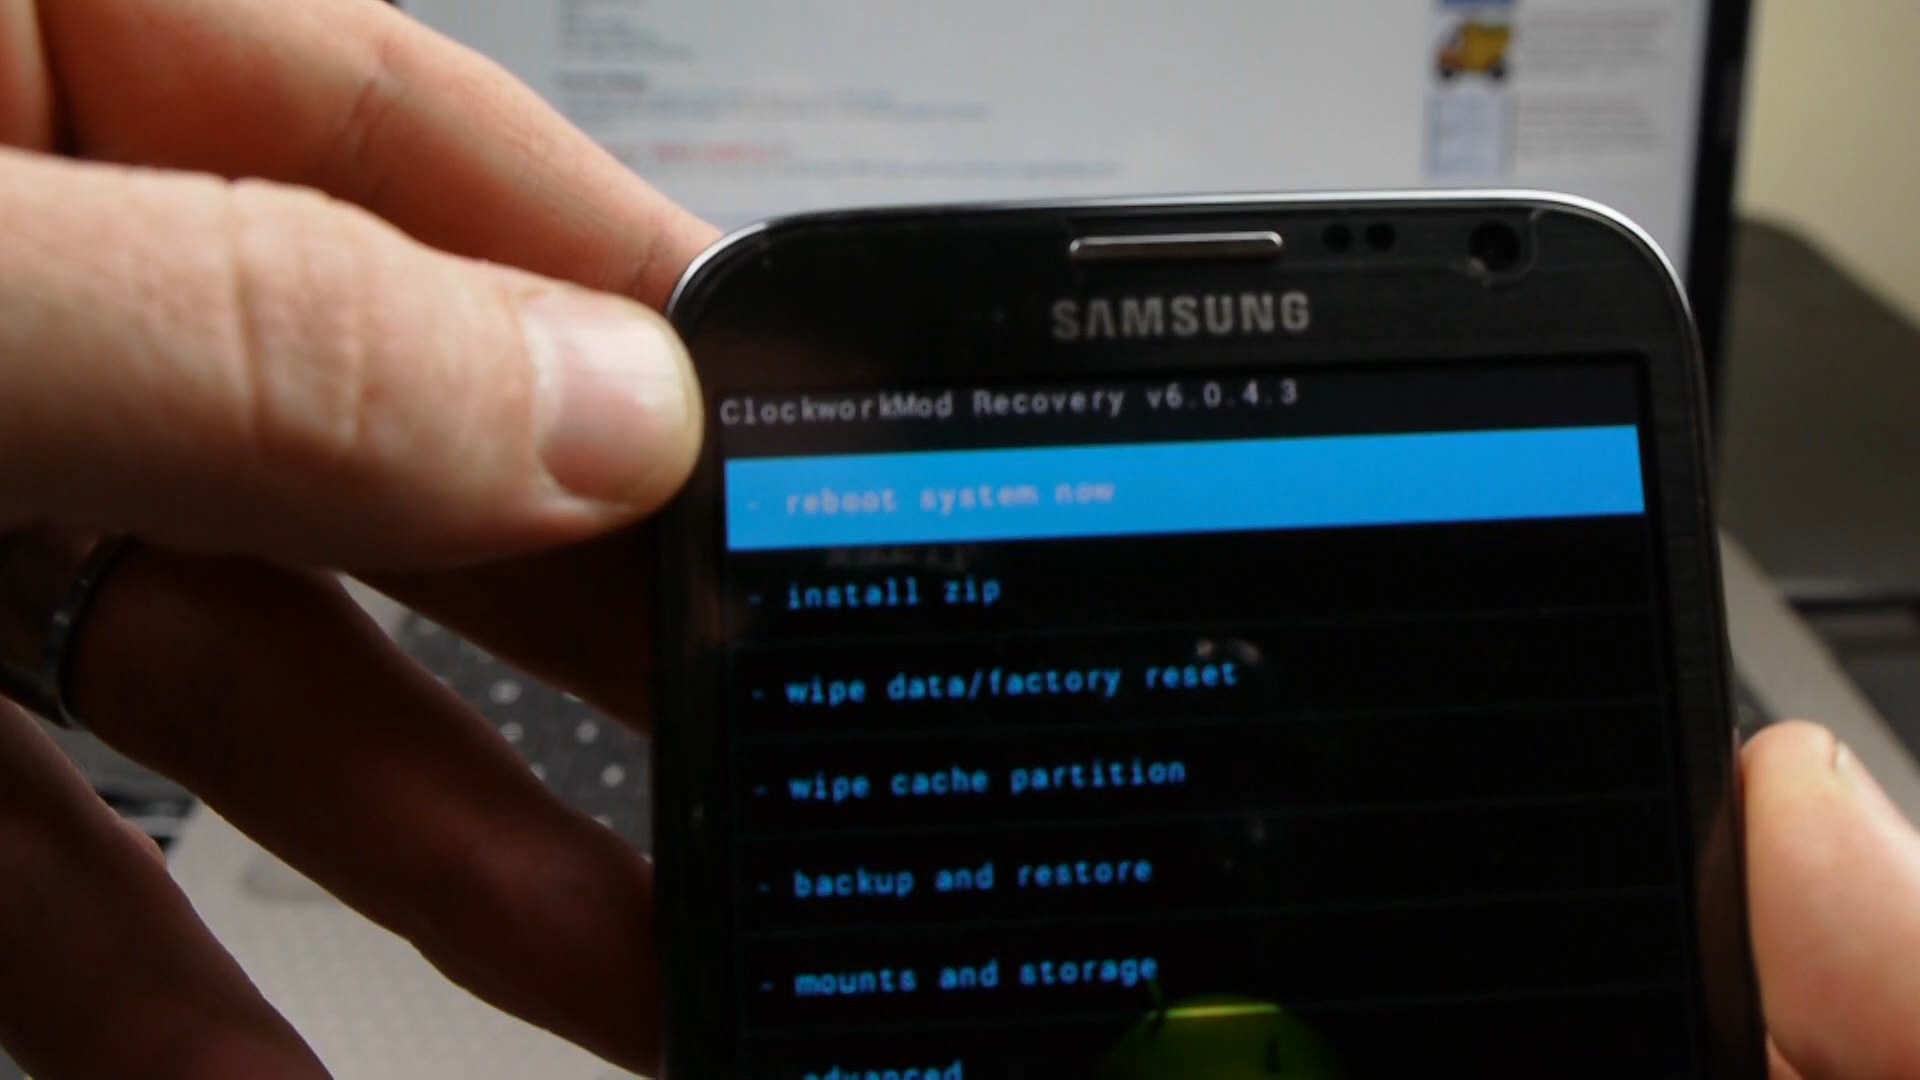 SAMSUNG
ClockworkMod Recovery v6.0.4.3
- reboot system now
- install zip
- wipe data/factory reset
- wipe cache partition
- backup and restore
- mounts and storage
advanced